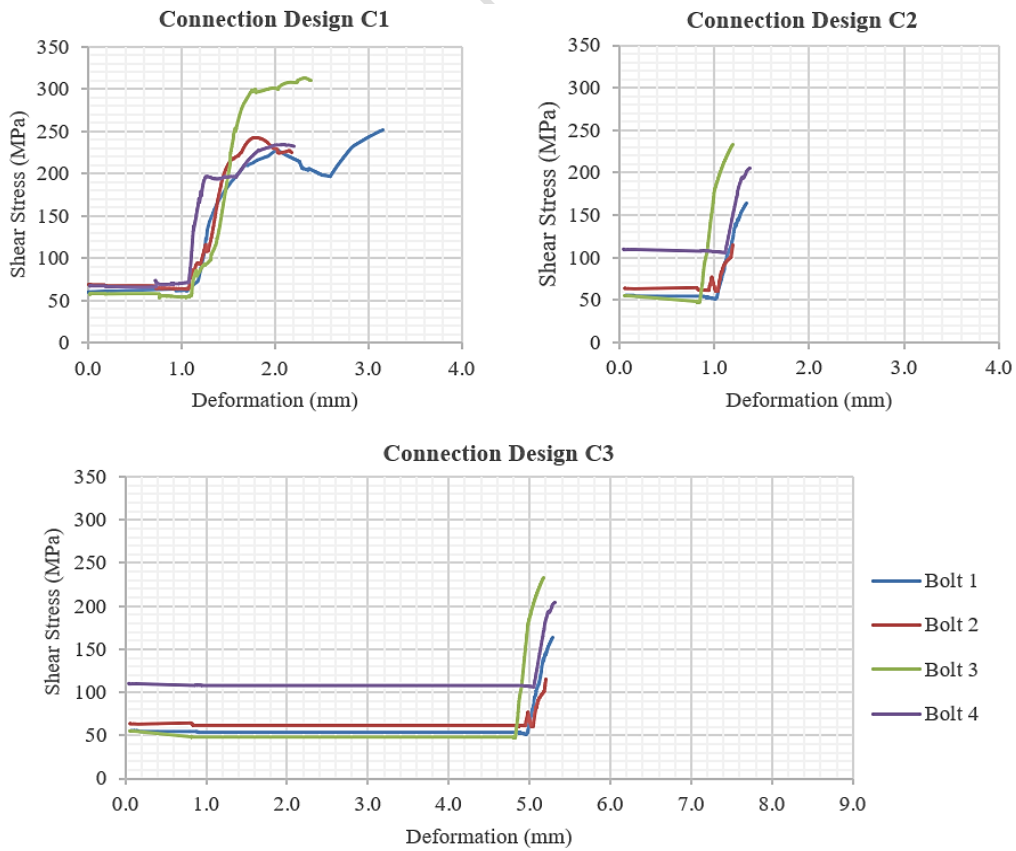 Connection Design C1
Shear Stress (MPa)
350
300
250
200
150
100
50
0
0.0 1.0 2.0 3.0 4.0
Deformation (mm)
Connection Design C2
Shear Stress (MPa)
350
300
250
200
150
100
50
0
0.0 1.0 2.0 3.0 4.0
Deformation (mm)
Connection Design C3
Shear Stress (MPa)
350
300
250
200
150
100
50
0
0.0 1.0 2.0 3.0 4.0 5.0 6.0 7.0 8.0 9.0
Deformation (mm)
Bolt 1
Bolt 2
Bolt 3
Bolt 4